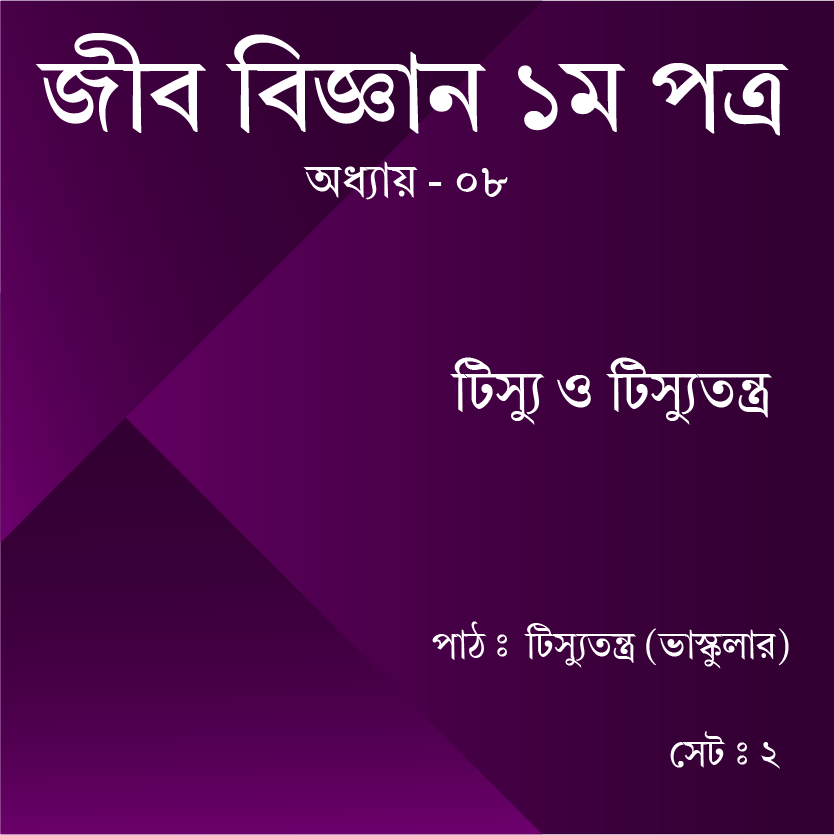 জীব বিজ্ঞান ১ম পত্র
অধ্যায় - ০৮
টিস্যু ও টিস্যুতন্ত্র
পাঠ ঃ টিস্যুতন্ত্র (ভাস্কুলার)
সেট ঃ ২